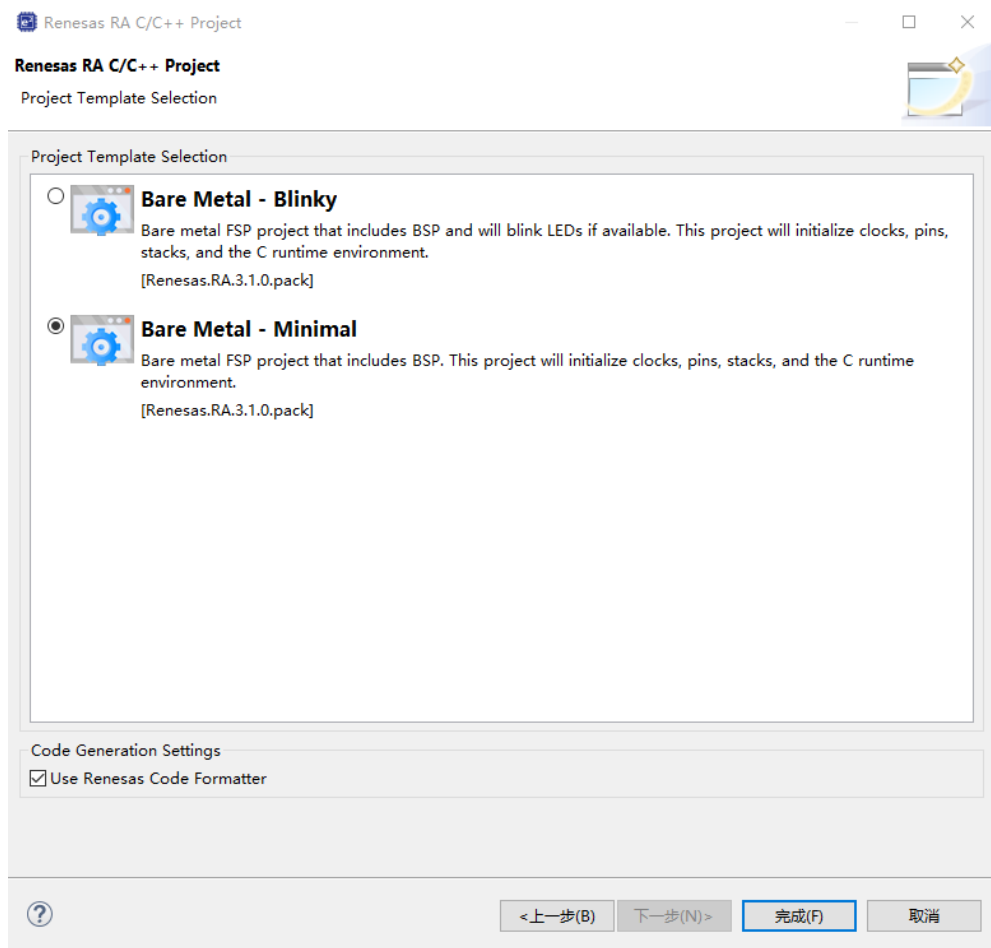 Renesas RA C/C++ Project
Renesas RA C/C++ Project
Project Template Selection
Project Template Selection
Bare Metal - Blinky
Bare metal FSP project that includes BSP and will blink LEDs if available. This project will initialize clocks, pins,
stacks, and the C runtime environment.
[Renesas.RA.3.1.0.pack]
Bare Metal - Minimal
Bare metal FSP project that includes BSP. This project will initialize clocks, pins, stacks, and the C runtime
environment.
[Renesas.RA.3.1.0.pack]
Code Generation Settings
Use Renesas Code Formatter
? <上一步(B) 下一步(N)> 完成(F) 取消